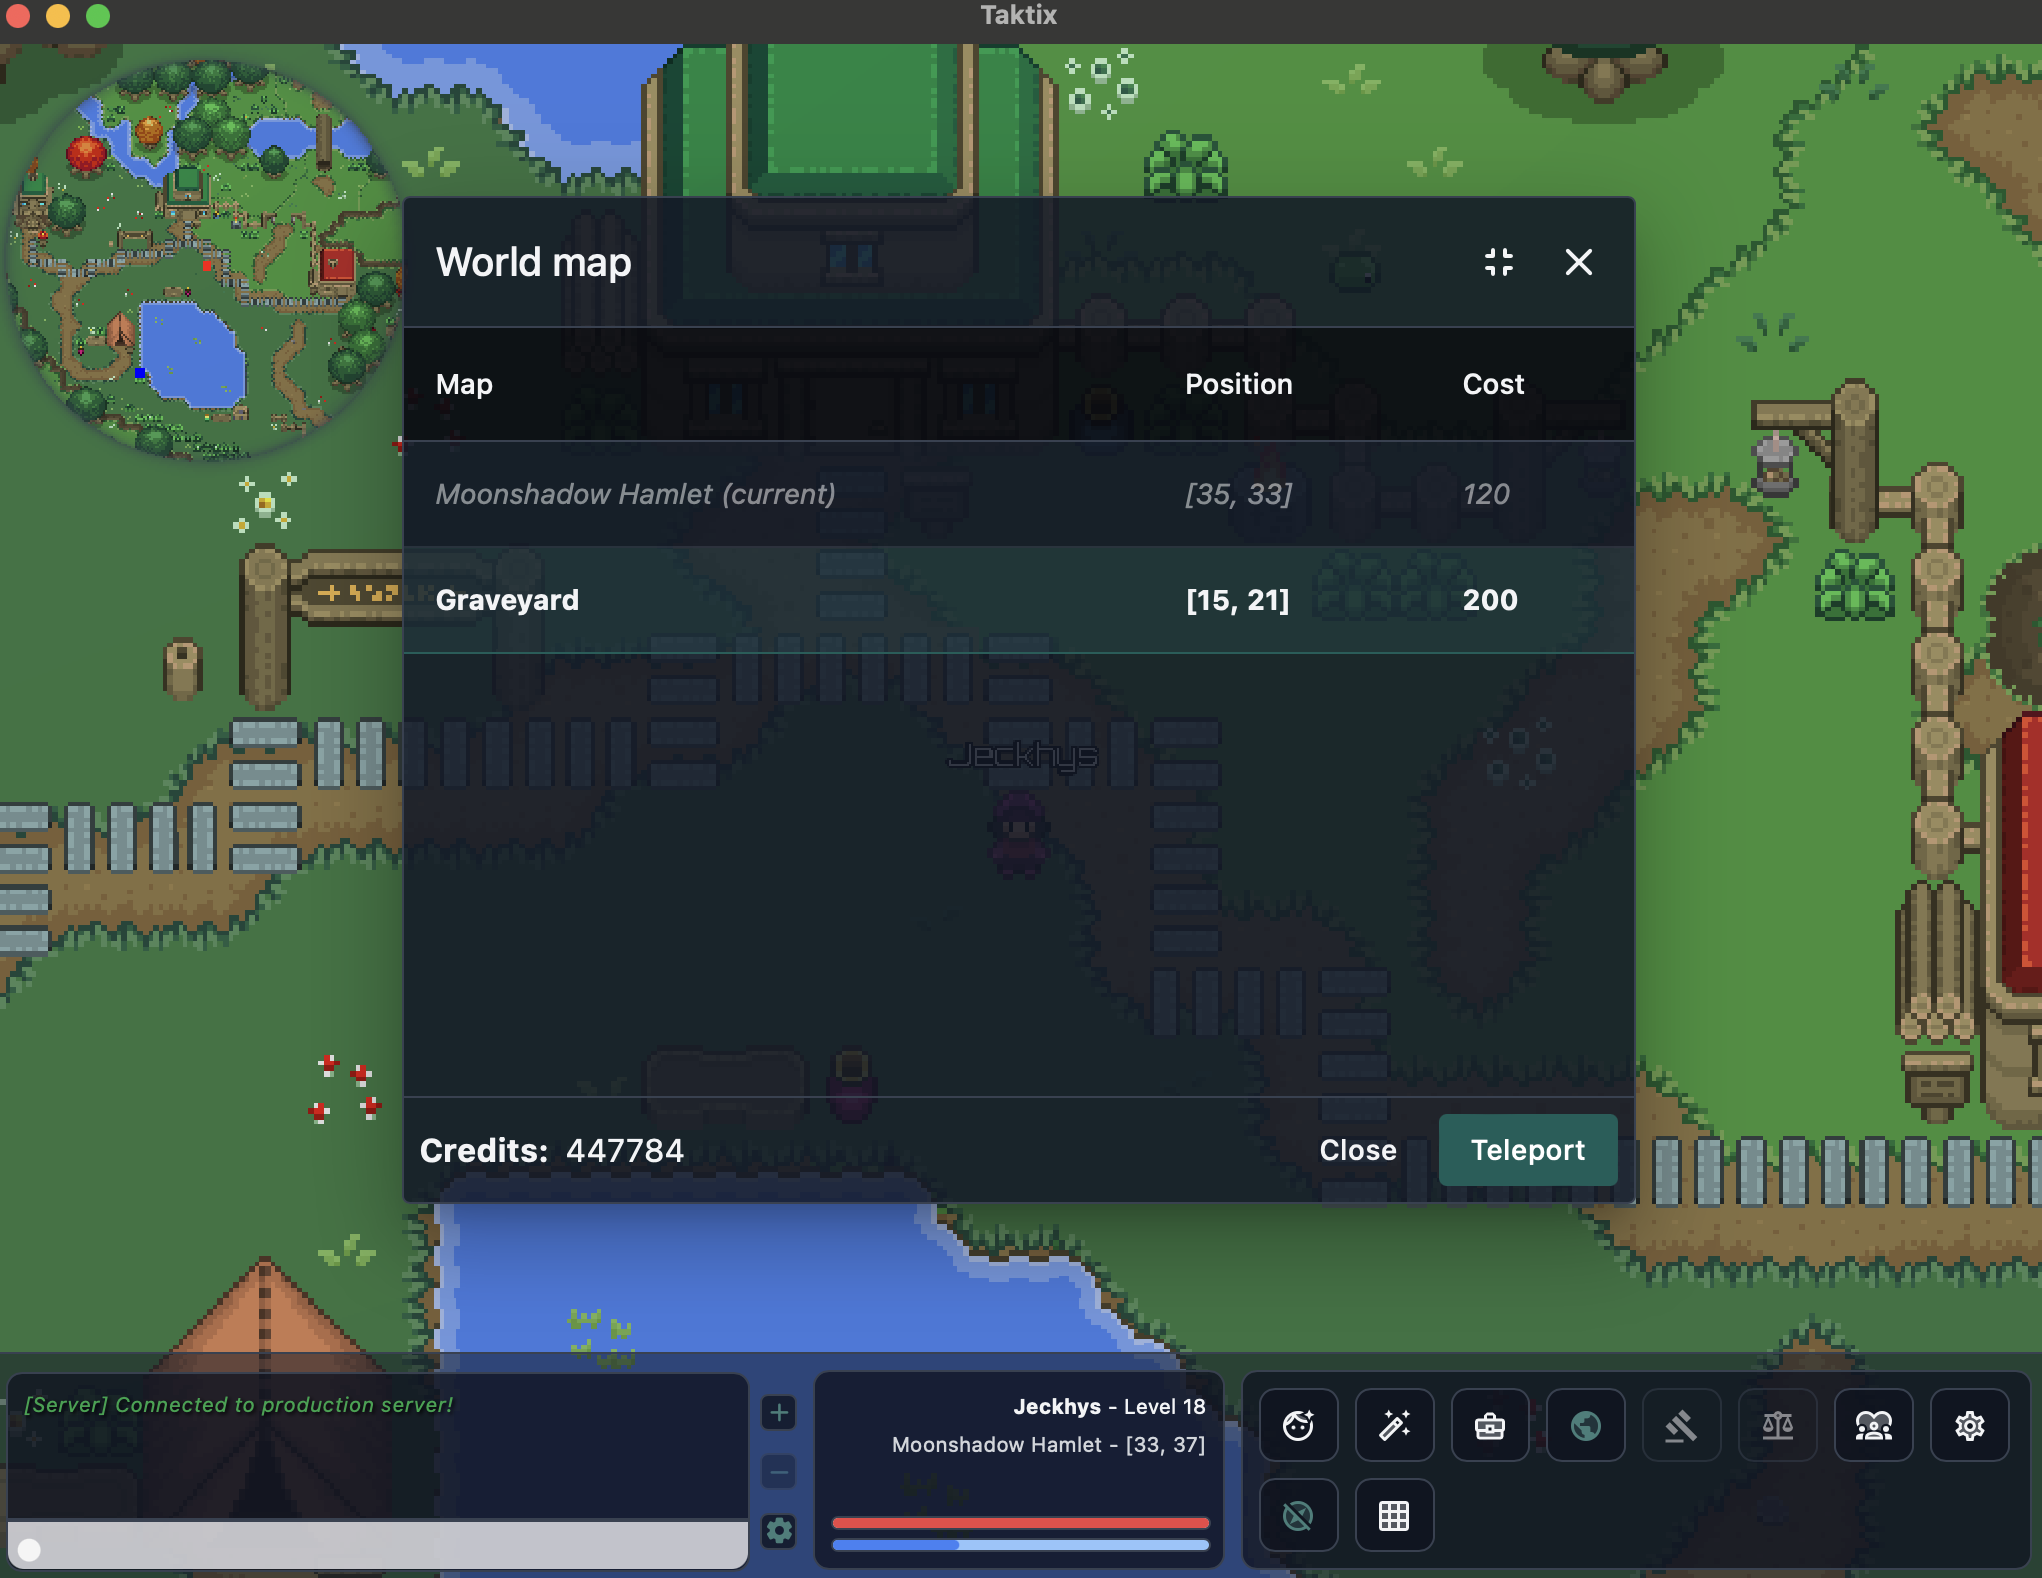 Taktix
World map
Map Position Cost
Moonshadow Hamlet (current) [35, 33] 120
Graveyard [15, 21] 200
Jeckhys
Credits: 447784
Close Teleport
[Server] Connected to production server!
Jeckhys - Level 18
Moonshadow Hamlet - [33, 37]